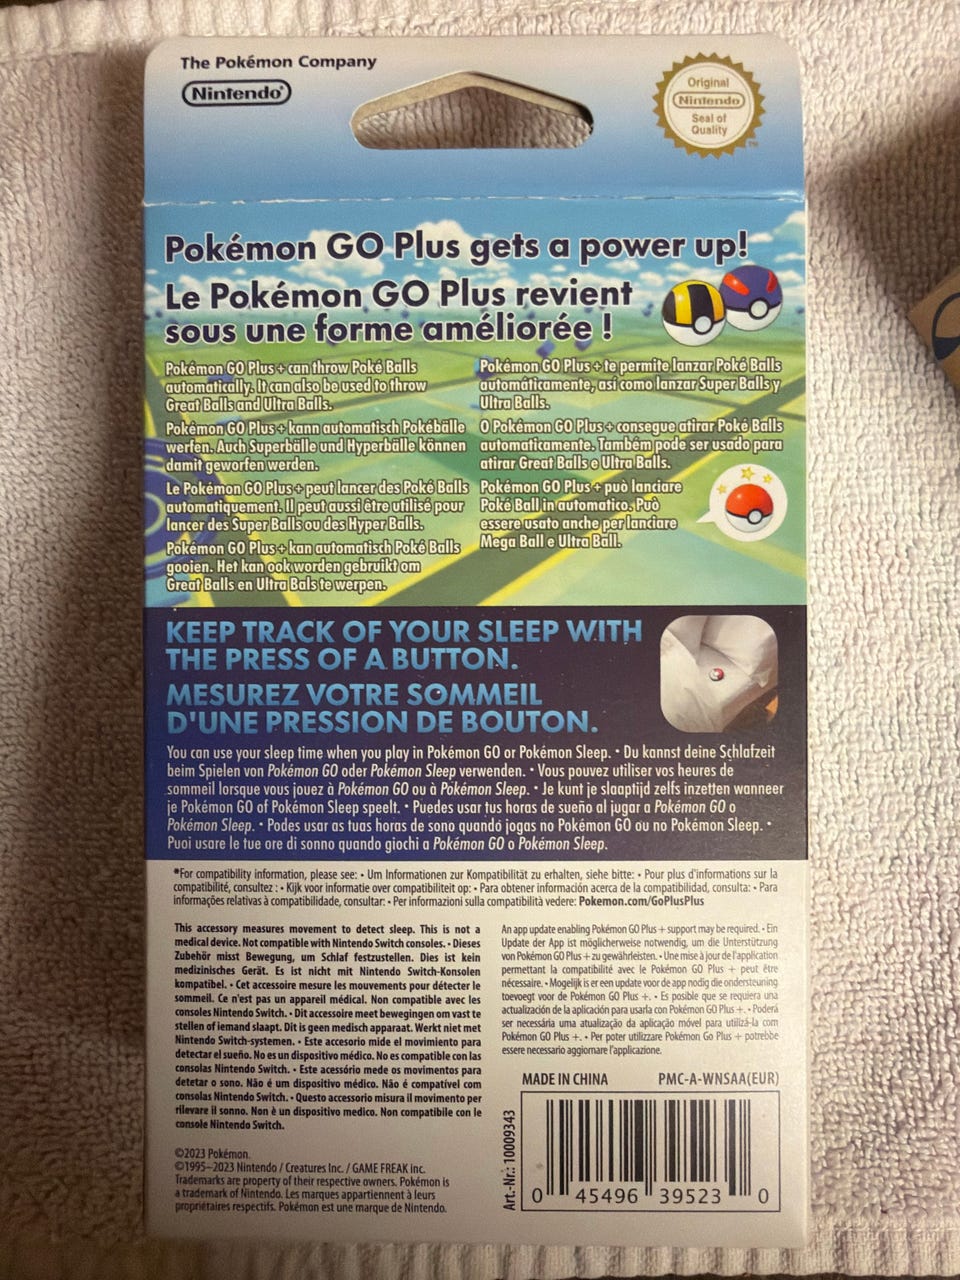 The Pokémon Company
Nintendo®
Original
Nintendo
Seal of
Quality
TM
Pokémon GO Plus gets a power up!
Le Pokémon GO Plus revient
sous une forme améliorée !
Pokémon GO Plus + can throw Poké Balls
automatically. It can also be used to throw
Great Balls and Ultra Balls.
Pokémon GO Plus + kann automatisch Pokébälle
werfen. Auch Superbälle und Hyperbälle können
damit geworfen werden.
Le Pokémon GO Plus + peut lancer des Poké Balls
automatiquement. Il peut aussi être utilisé pour
lancer des Super Balls ou des Hyper Balls.
Pokémon GO Plus + kan automatisch Poké Balls
gooien. Het kan ook worden gebruikt om
Great Balls en Ultra Bals te werpen.
Pokémon GO Plus + te permite lanzar Poké Balls
automáticamente, así como lanzar Super Balls y
Ultra Balls.
O Pokémon GO Plus + consegue atirar Poké Balls
automaticamente. Também pode ser usado para
atirar Great Balls e Ultra Balls.
Pokémon GO Plus + può lanciare
Poké Ball in automatico. Può
essere usato anche per lanciare
Mega Ball e Ultra Ball.
KEEP TRACK OF YOUR SLEEP WITH
THE PRESS OF A BUTTON.
MESUREZ VOTRE SOMMEIL
D'UNE PRESSION DE BOUTON.
You can use your sleep time when you play in Pokémon GO or Pokémon Sleep. • Du kannst deine Schlafzeit
beim Spielen von Pokémon GO oder Pokémon Sleep verwenden. • Vous pouvez utiliser vos heures de
sommeil lorsque vous jouez à Pokémon GO ou à Pokémon Sleep. • Je kunt je slaaptijd zelfs inzetten wanneer
je Pokémon GO of Pokémon Sleep speelt. • Puedes usar tus horas de sueño al jugar a Pokémon GO o
Pokémon Sleep. • Podes usar as tuas horas de sono quando jogas no Pokémon GO ou no Pokémon Sleep. •
Puoi usare le tue ore di sonno quando giochi a Pokémon GO o Pokémon Sleep.
*For compatibility information, please see: • Um Informationen zur Kompatibilität zu erhalten, siehe bitte: • Pour plus d'informations sur la
compatibilité, consultez : • Kijk voor informatie over compatibiliteit op: • Para obtener información acerca de la compatibilidad, consulta: • Para
informações relativas à compatibilidade, consultar: • Per informazioni sulla compatibilità vedere: Pokemon.com/GoPlusPlus
This accessory measures movement to detect sleep. This is not a
medical device. Not compatible with Nintendo Switch consoles. • Dieses
Zubehör misst Bewegung, um Schlaf festzustellen. Dies ist kein
medizinisches Gerät. Es ist nicht mit Nintendo Switch-Konsolen
kompatibel. • Cet accessoire mesure les mouvements pour détecter le
sommeil. Ce n'est pas un appareil médical. Non compatible avec les
consoles Nintendo Switch. • Dit accessoire meet bewegingen om vast te
stellen of iemand slaapt. Dit is geen medisch apparaat. Werkt niet met
Nintendo Switch-systemen. • Este accesorio mide el movimiento para
detectar el sueño. No es un dispositivo médico. No es compatible con las
consolas Nintendo Switch. • Este acessório mede os movimentos para
detetar o sono. Não é um dispositivo médico. Não é compatível com
consolas Nintendo Switch. • Questo accessorio misura il movimento per
rilevare il sonno. Non è un dispositivo medico. Non compatibile con le
console Nintendo Switch.
©2023 Pokémon.
©1995–2023 Nintendo / Creatures Inc. / GAME FREAK inc.
Trademarks are property of their respective owners. Pokémon is
a trademark of Nintendo. Les marques appartiennent à leurs
propriétaires respectifs. Pokémon est une marque de Nintendo.
An app update enabling Pokémon GO Plus + support may be required. • Ein
Update der App ist möglicherweise notwendig, um die Unterstützung
von Pokémon GO Plus + zu gewährleisten. • Une mise à jour de l'application
permettant la compatibilité avec le Pokémon GO Plus + peut être
nécessaire. • Mogelijk is er een update voor de app nodig die ondersteuning
toevoegt voor de Pokémon GO Plus +. • Es posible que se requiera una
actualización de la aplicación para usarla con Pokémon GO Plus +. • Poderá
ser necessária uma atualização da aplicação móvel para utilizá-la com
Pokémon GO Plus +. • Per poter utilizzare Pokémon Go Plus + potrebbe
essere necessario aggiornare l'applicazione.
MADE IN CHINA PMC-A-WNSAA(EUR)
Art.-Nr.: 10009343
0 45496 39523 0